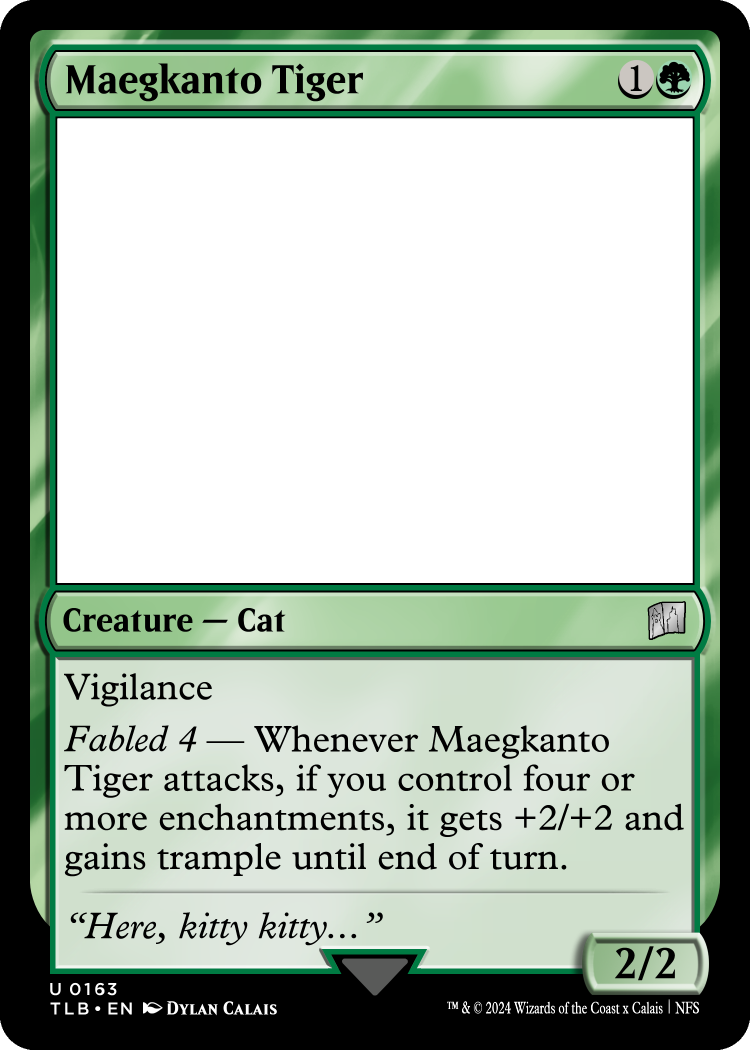 Maegkanto Tiger 1
Creature — Cat
Vigilance
Fabled 4 — Whenever Maegkanto
Tiger attacks, if you control four or
more enchantments, it gets +2/+2 and
gains trample until end of turn.
“Here, kitty kitty...”
2/2
U 0163
TLB • EN DYLAN CALAIS
™ & © 2024 Wizards of the Coast x Calais | NFS